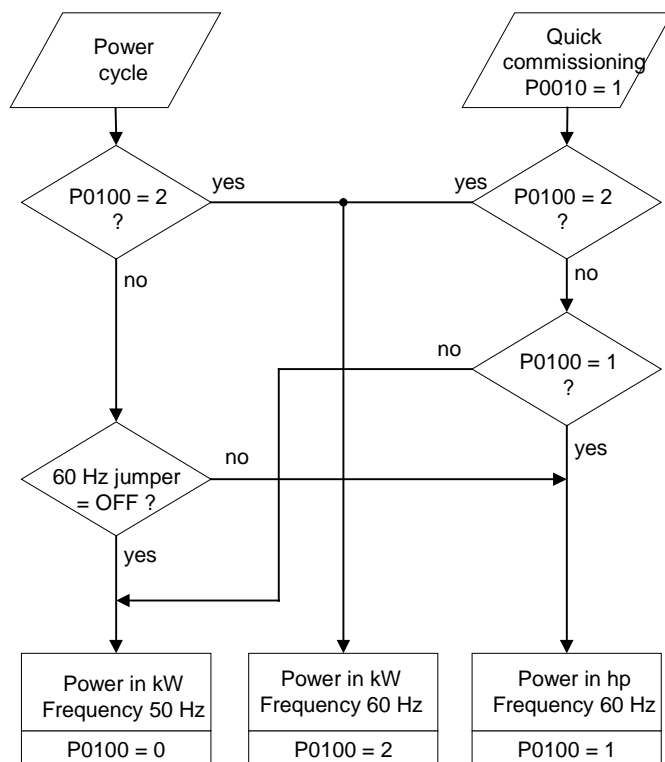 Power
cycle
Quick
commissioning
P0010 = 1
P0100 = 2
?
yes
yes
P0100 = 2
?
no
no
no
P0100 = 1
?
60 Hz jumper
= OFF ?
no
yes
yes
Power in kW
Frequency 50 Hz
P0100 = 0
Power in kW
Frequency 60 Hz
P0100 = 2
Power in hp
Frequency 60 Hz
P0100 = 1